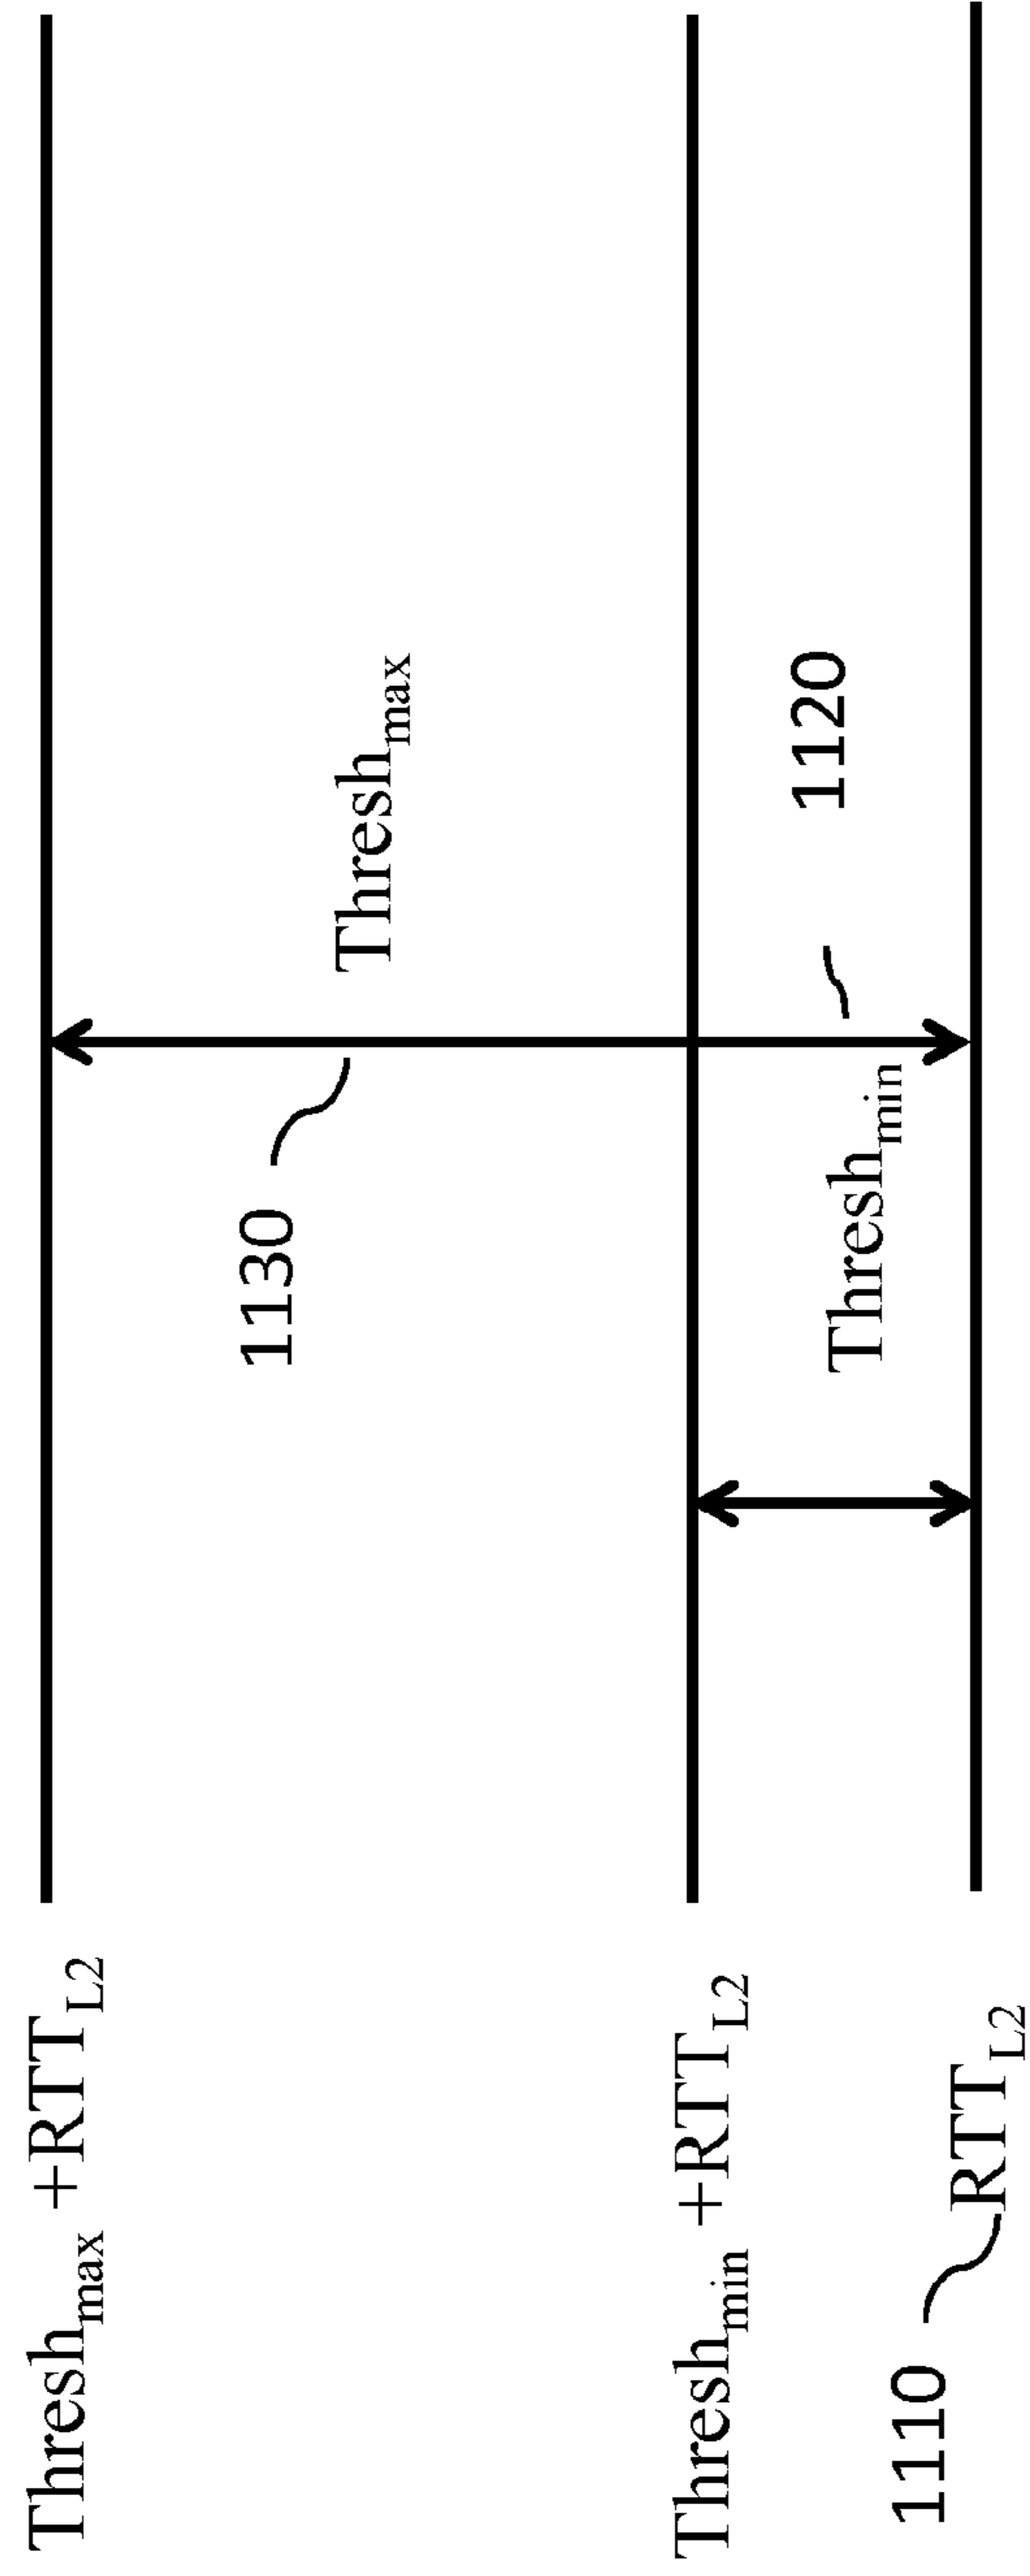 Thresh_max +RTT_L2
1130
Thresh_max
Thresh_min +RTT_L2
Thresh_min
1120
1110
RTT_L2